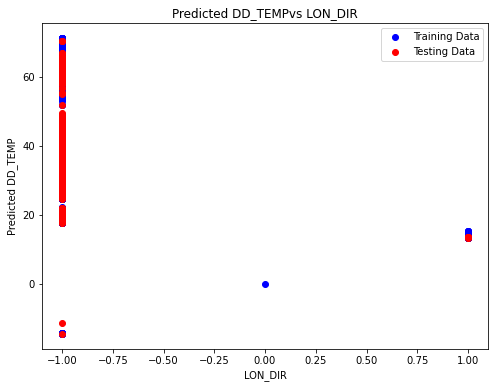 Predicted DD_TEMPvs LON_DIR
Training Data
Testing Data
Predicted DD_TEMP
60
40
20
0
−1.00 −0.75 −0.50 −0.25 0.00 0.25 0.50 0.75 1.00
LON_DIR